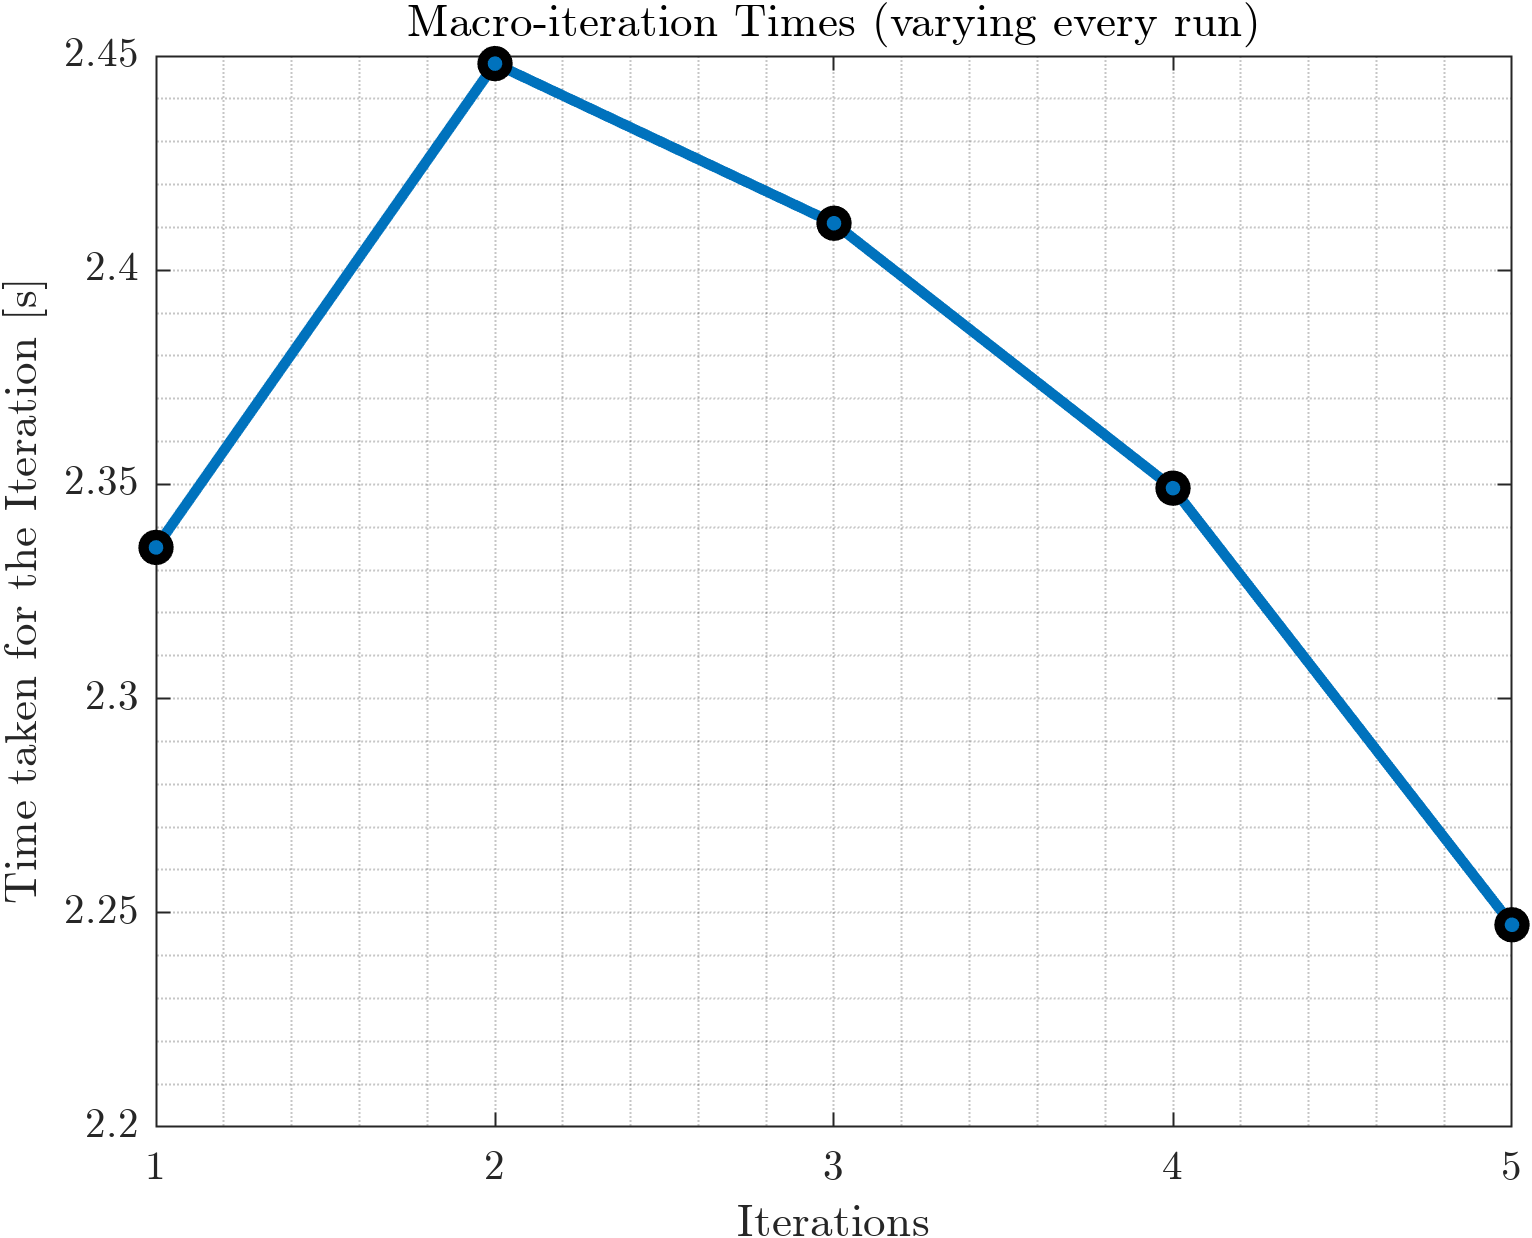 Macro-iteration Times (varying every run)
Time taken for the Iteration [s]
2.45
2.4
2.35
2.3
2.25
2.2
1 2 3 4 5
Iterations